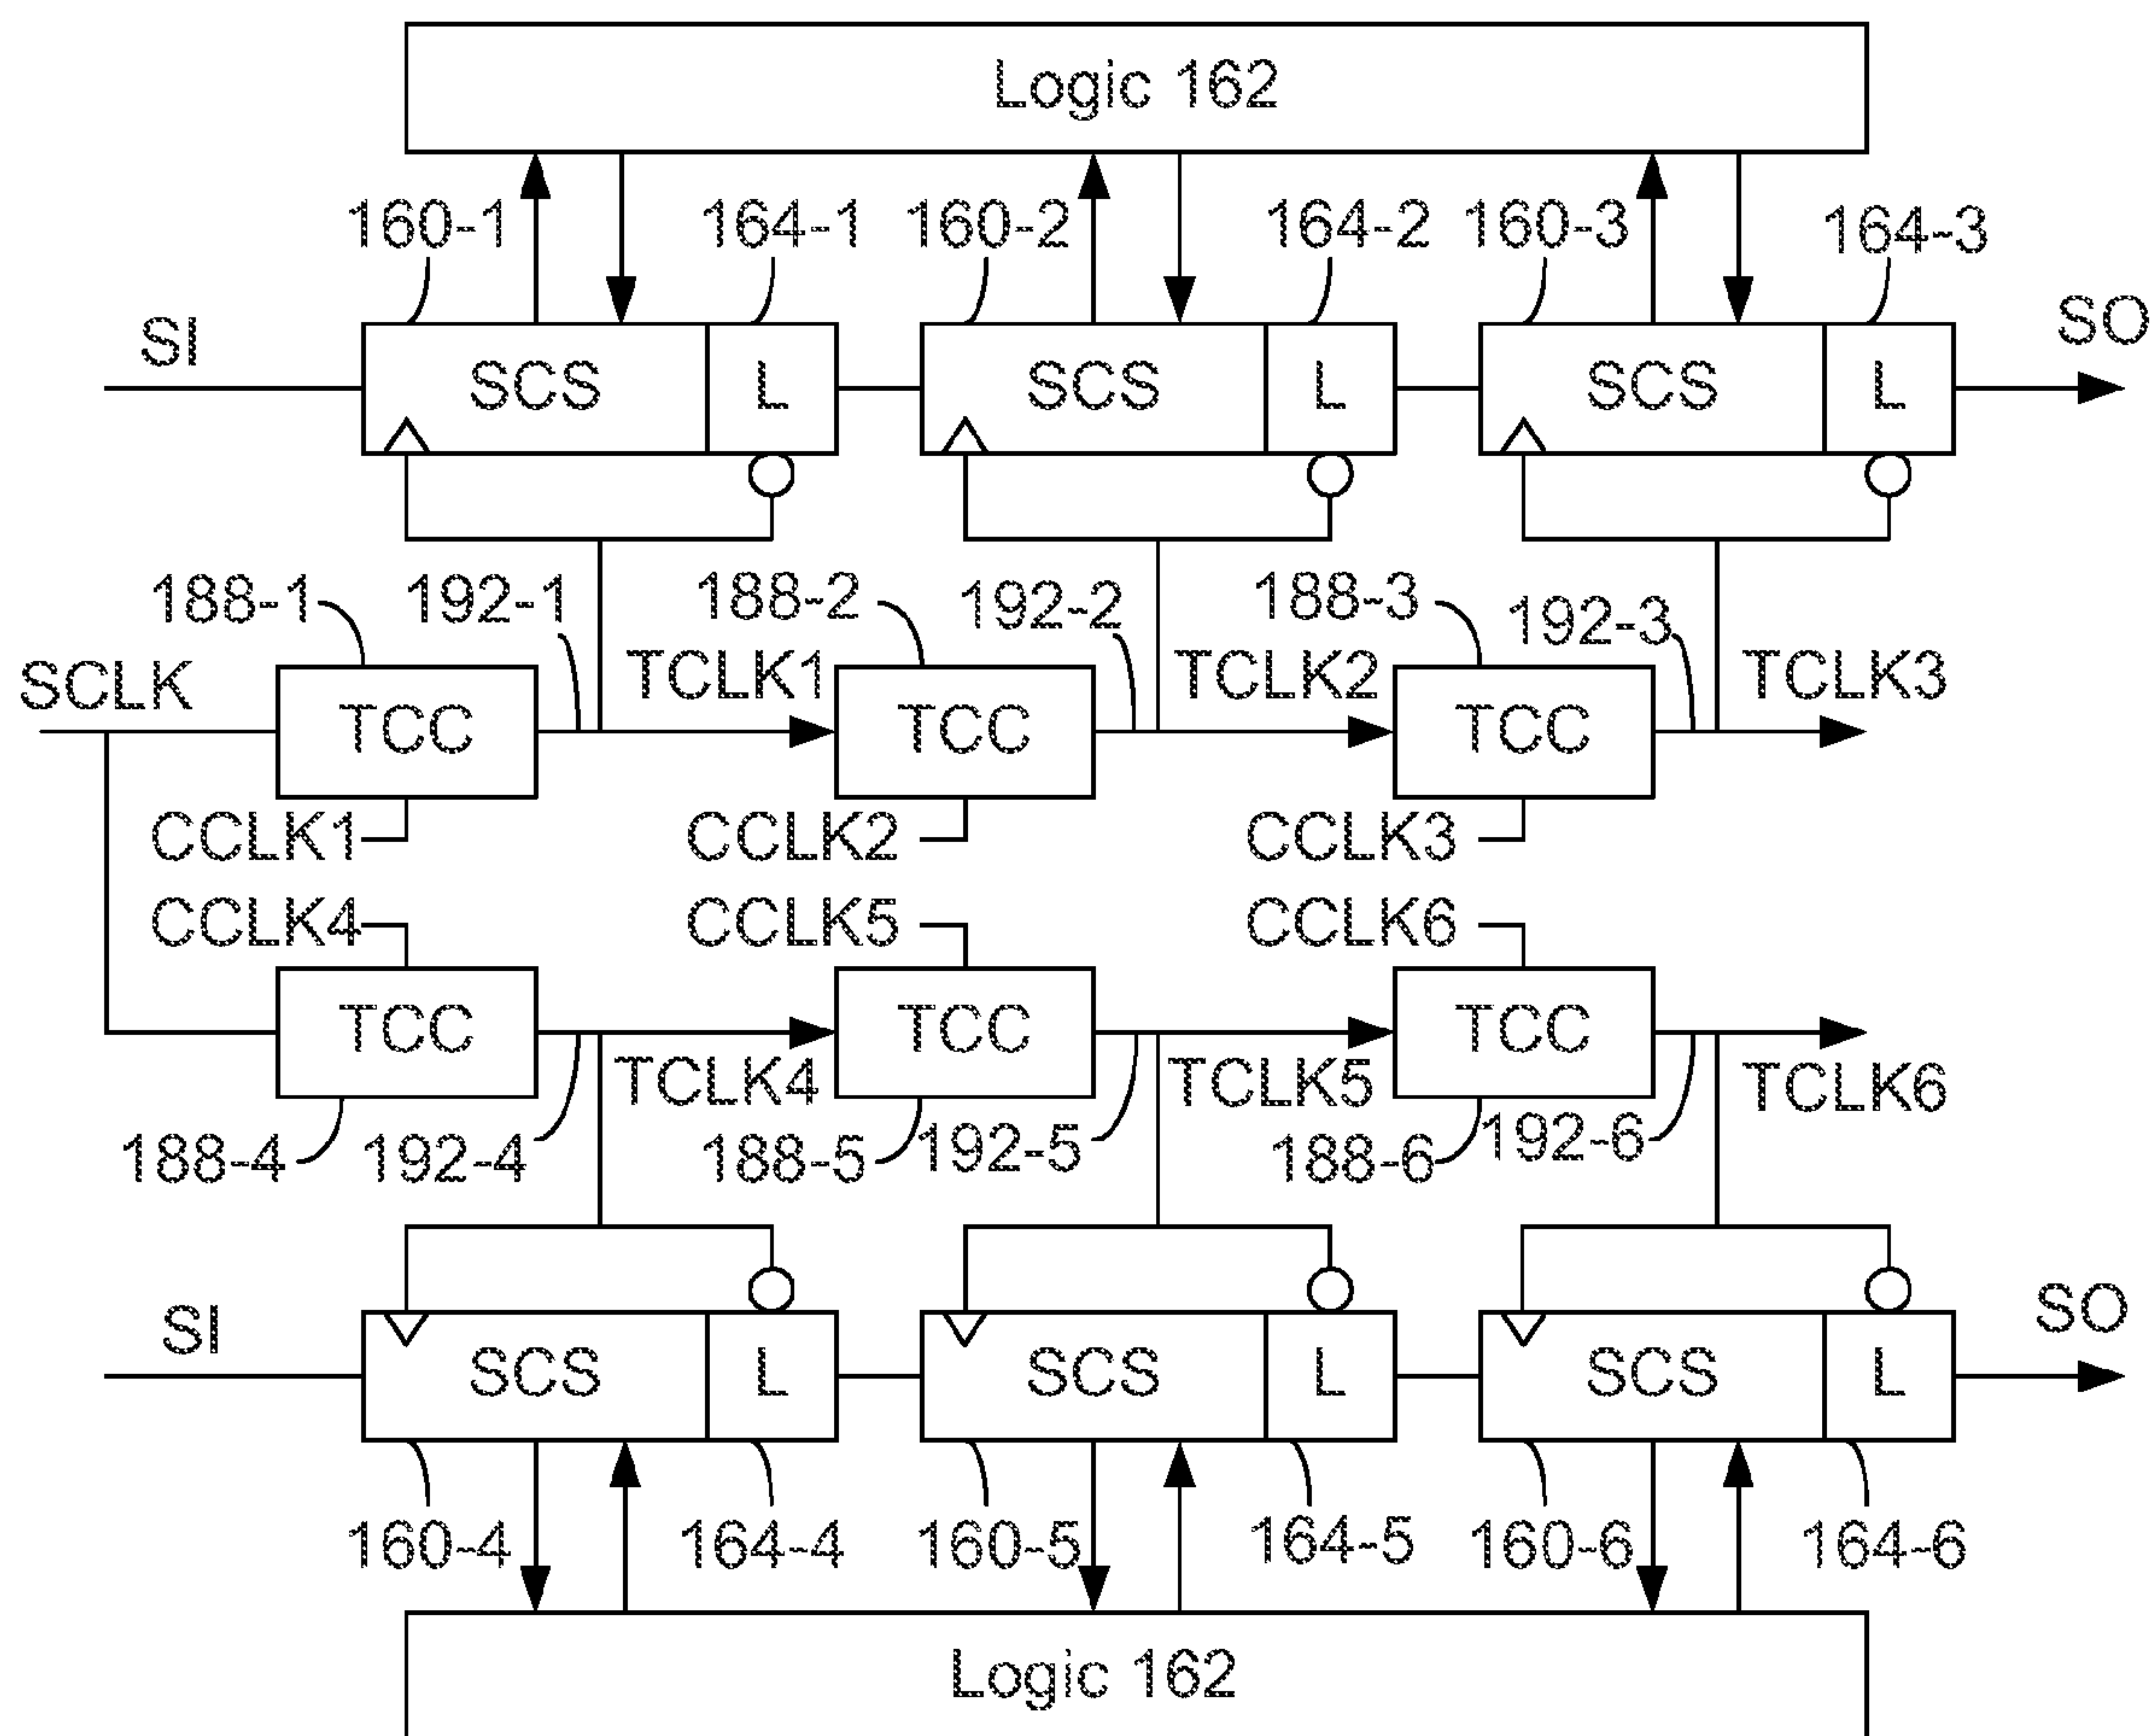 Logic 162
160-1 164-1 160-2 164-2 160-3 164-3
SI SCS L SCS L SCS L SO
188-1 192-1 188-2 192-2 188-3 192-3
SCLK TCC TCLK1 TCC TCLK2 TCC TCLK3
CCLK1 CCLK2 CCLK3
CCLK4 CCLK5 CCLK6
TCC TCLK4 TCC TCLK5 TCC TCLK6
188-4 192-4 188-5 192-5 188-6 192-6
SI SCS L SCS L SCS L SO
160-4 164-4 160-5 164-5 160-6 164-6
Logic 162